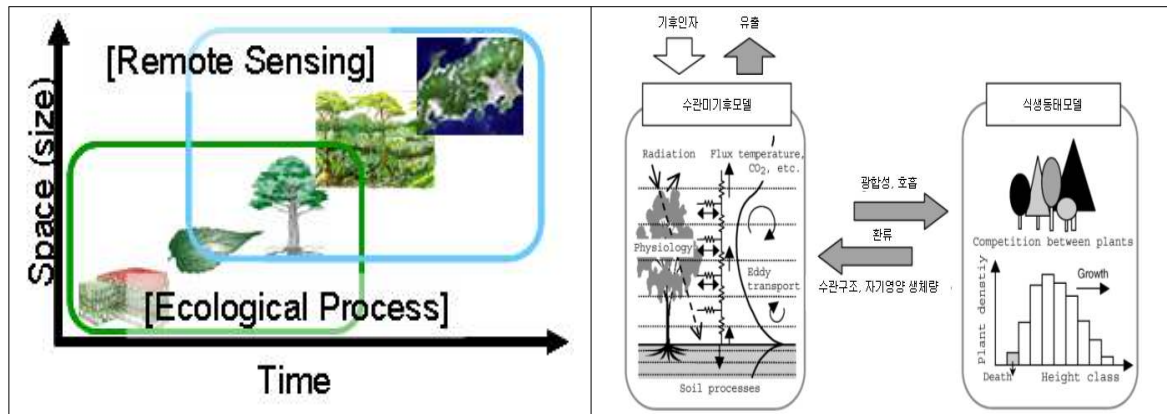 [Remote Sensing]
[Ecological Process]
Space (size)
Time
기후인자
유출
수관미기후모델
Radiation
Flux temperature,
CO₂, etc.
Physiology
Eddy
transport
Soil processes
광합성, 호흡
환류
수관구조, 자기영양 생체량
식생동태모델
Competition between plants
Growth
Plant denstiy
Death
Height class